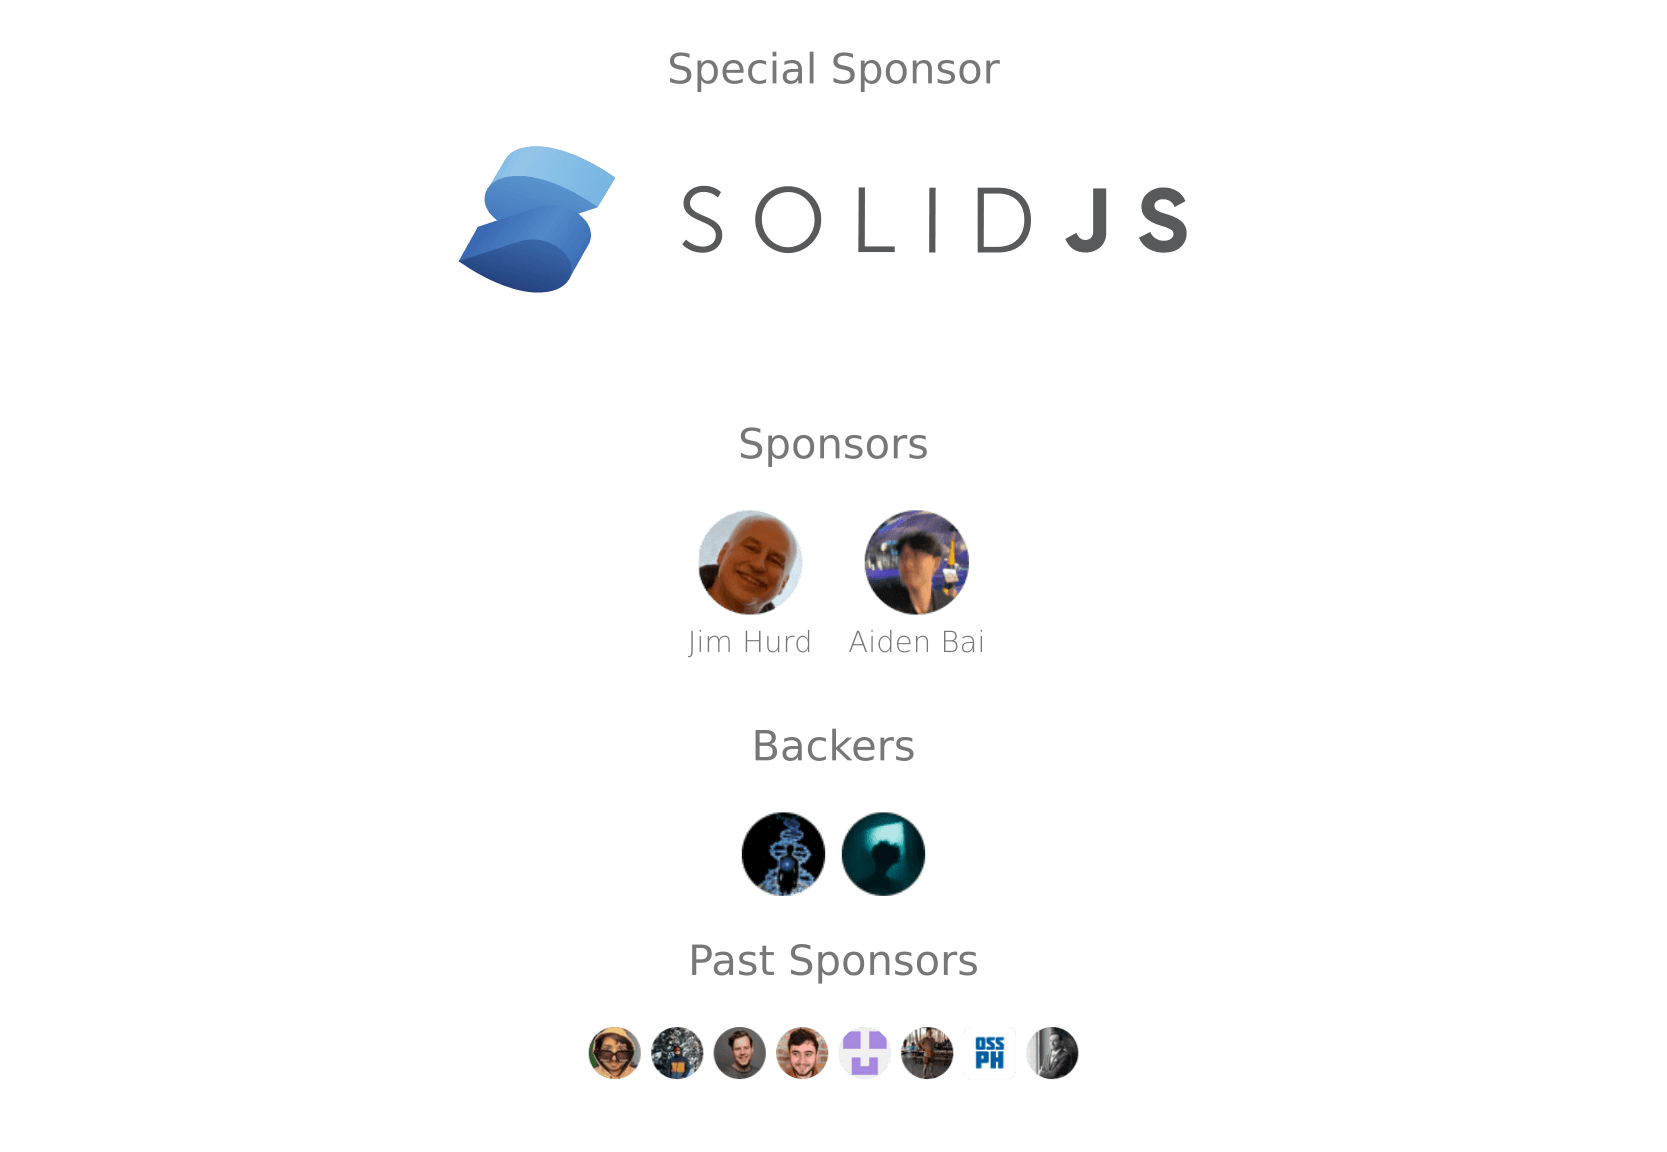 Special Sponsor
SOLIDJS
Sponsors
Jim Hurd Aiden Bai
Backers
Past Sponsors
OSS
PH